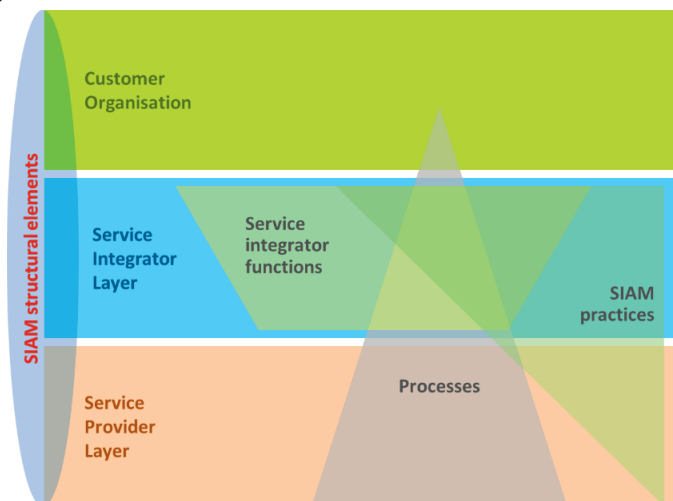 SIAM structural elements
Customer
Organisation
Service
Integrator
Layer
Service
integrator
functions
SIAM
practices
Processes
Service
Provider
Layer